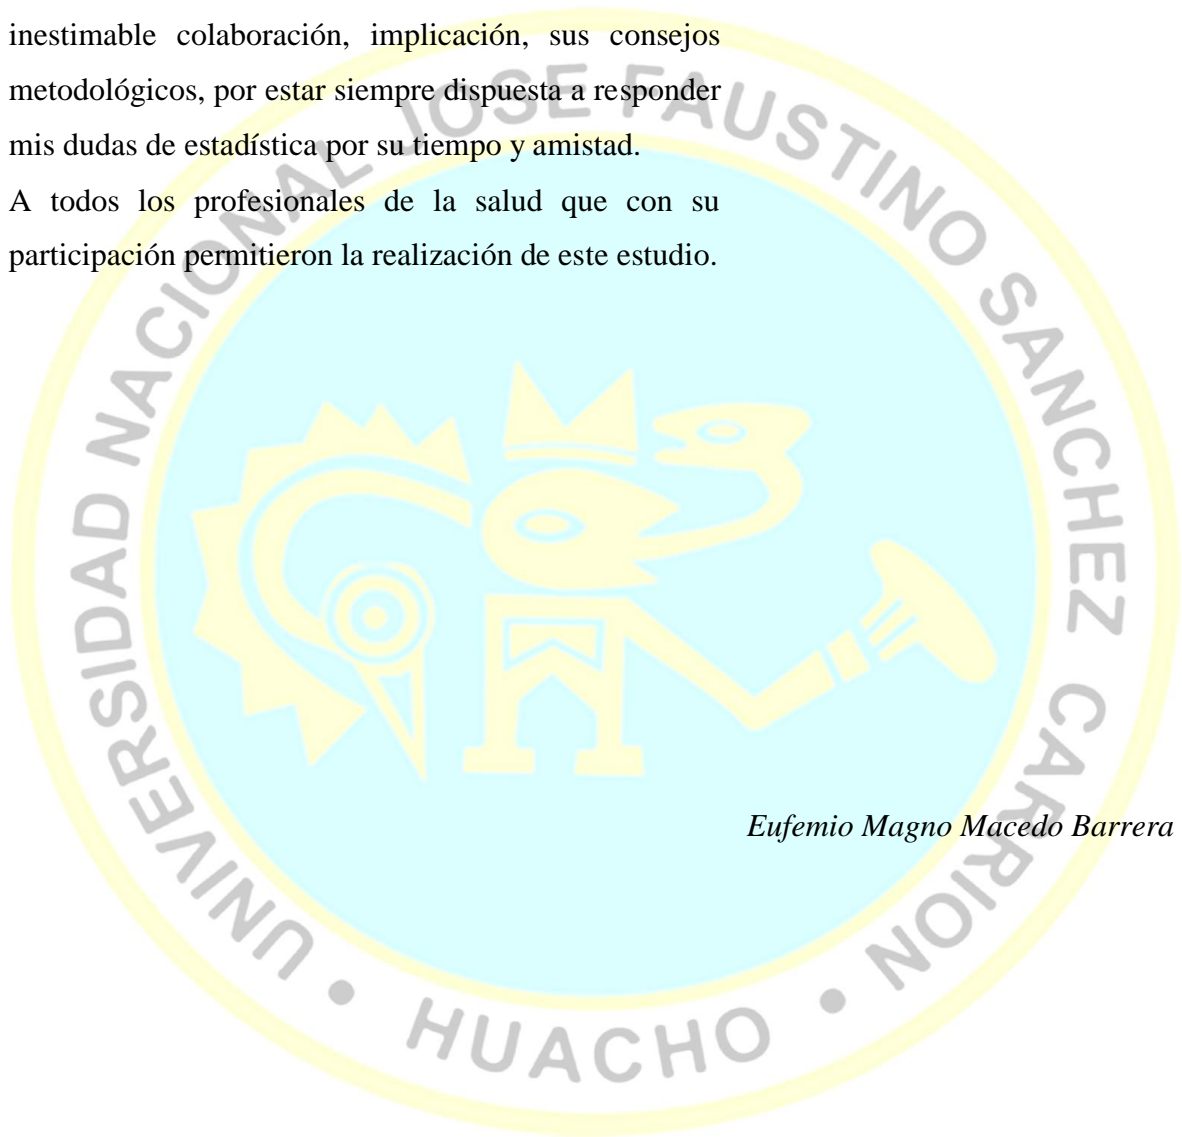 inestimable colaboración, implicación, sus consejos
metodológicos, por estar siempre dispuesta a responder
mis dudas de estadística por su tiempo y amistad.
A todos los profesionales de la salud que con su
participación permitieron la realización de este estudio.
UNIVERSIDAD NACIONAL JOSE FAUSTINO SANCHEZ CARRION
Eufemio Magno Macedo Barrera
• HUACHO •